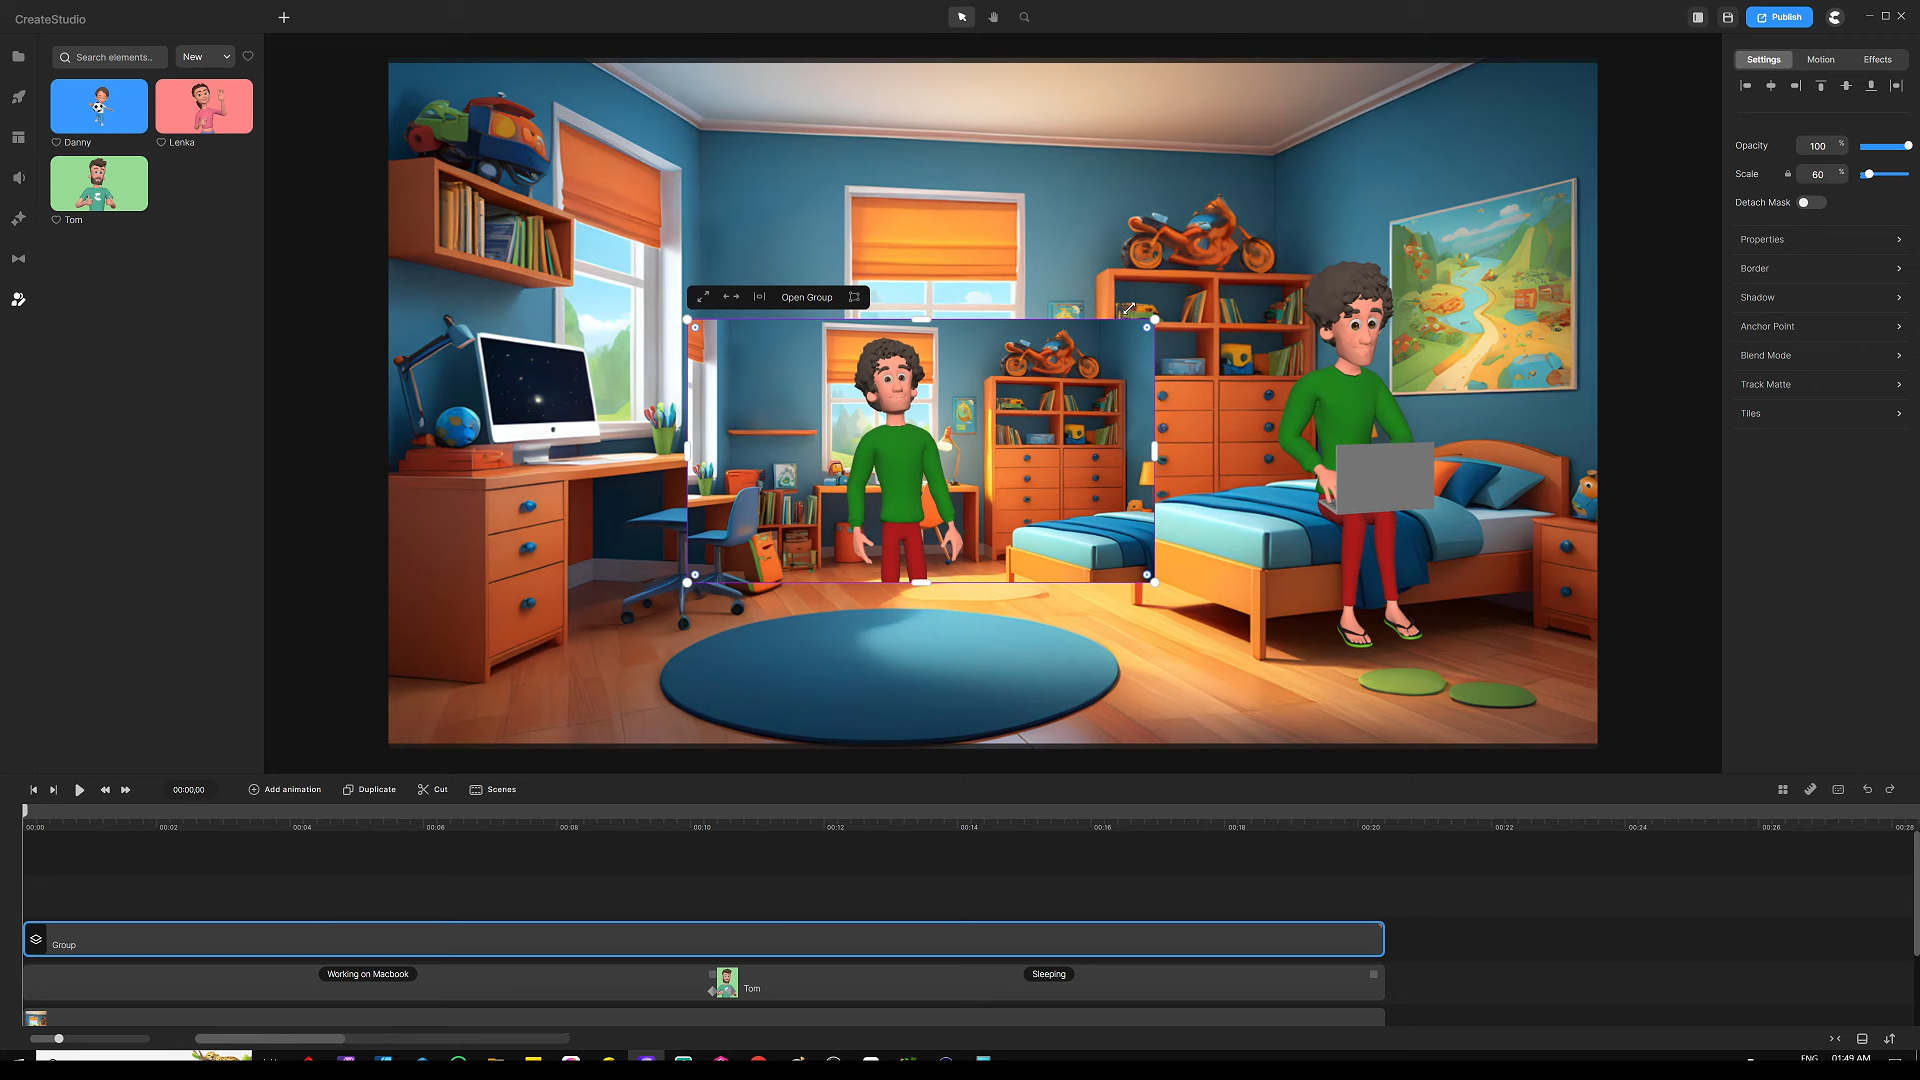 CreateStudio
Publish
Search elements..
New
Danny
Lenka
Tom
Settings
Motion
Effects
Opacity
100
%
Scale
60
%
Detach Mask
Properties
Border
Shadow
Anchor Point
Blend Mode
Track Matte
Tiles
Open Group
00:00,00
Add animation
Duplicate
Cut
Scenes
00:00
00:02
00:04
00:06
00:08
00:10
00:12
00:14
00:16
00:18
00:20
00:22
00:24
00:26
00:28
Group
Working on Macbook
Sleeping
Tom
ENG
01:49 AM